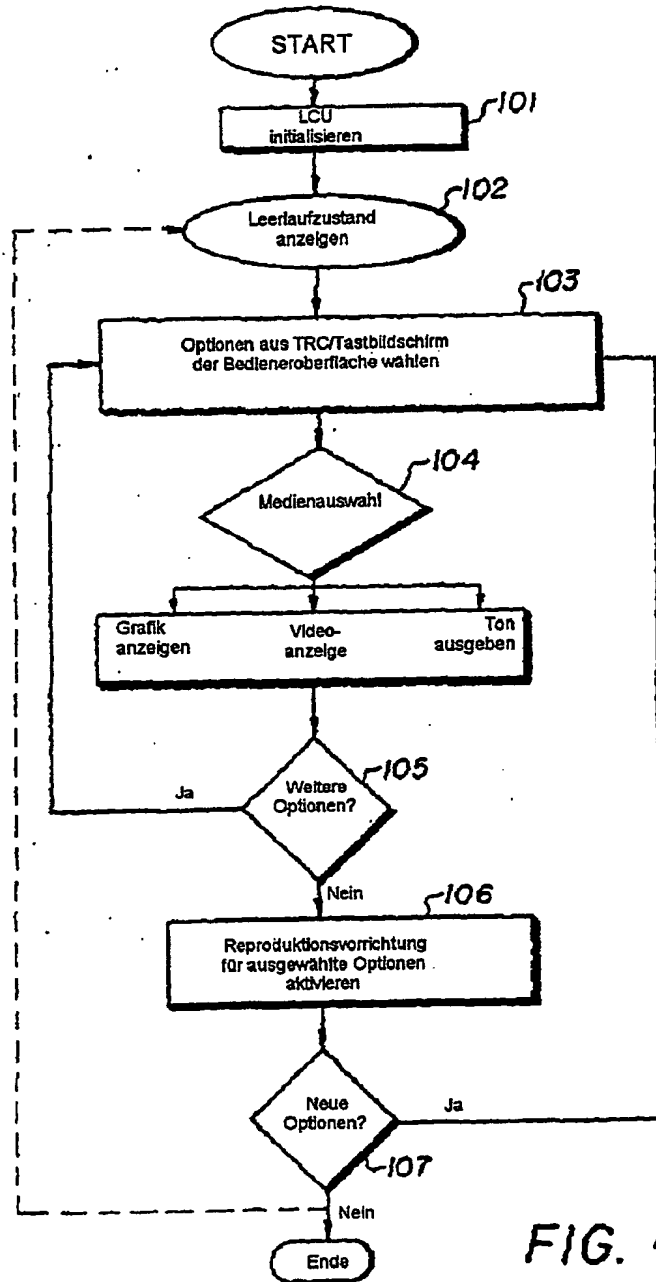 START
101
LCU
initialisieren
102
Leerlaufzustand
anzeigen
103
Optionen aus TRC/Tastbildschirm
der Bedieneroberfläche wählen
104
Medienauswahl
Grafik
anzeigen
Video-
anzeige
Ton
ausgeben
105
Weitere
Optionen?
Ja
Nein
106
Reproduktionsvorrichtung
für ausgewählte Optionen
aktivieren
Neue
Optionen?
Ja
107
Nein
Ende
FIG.